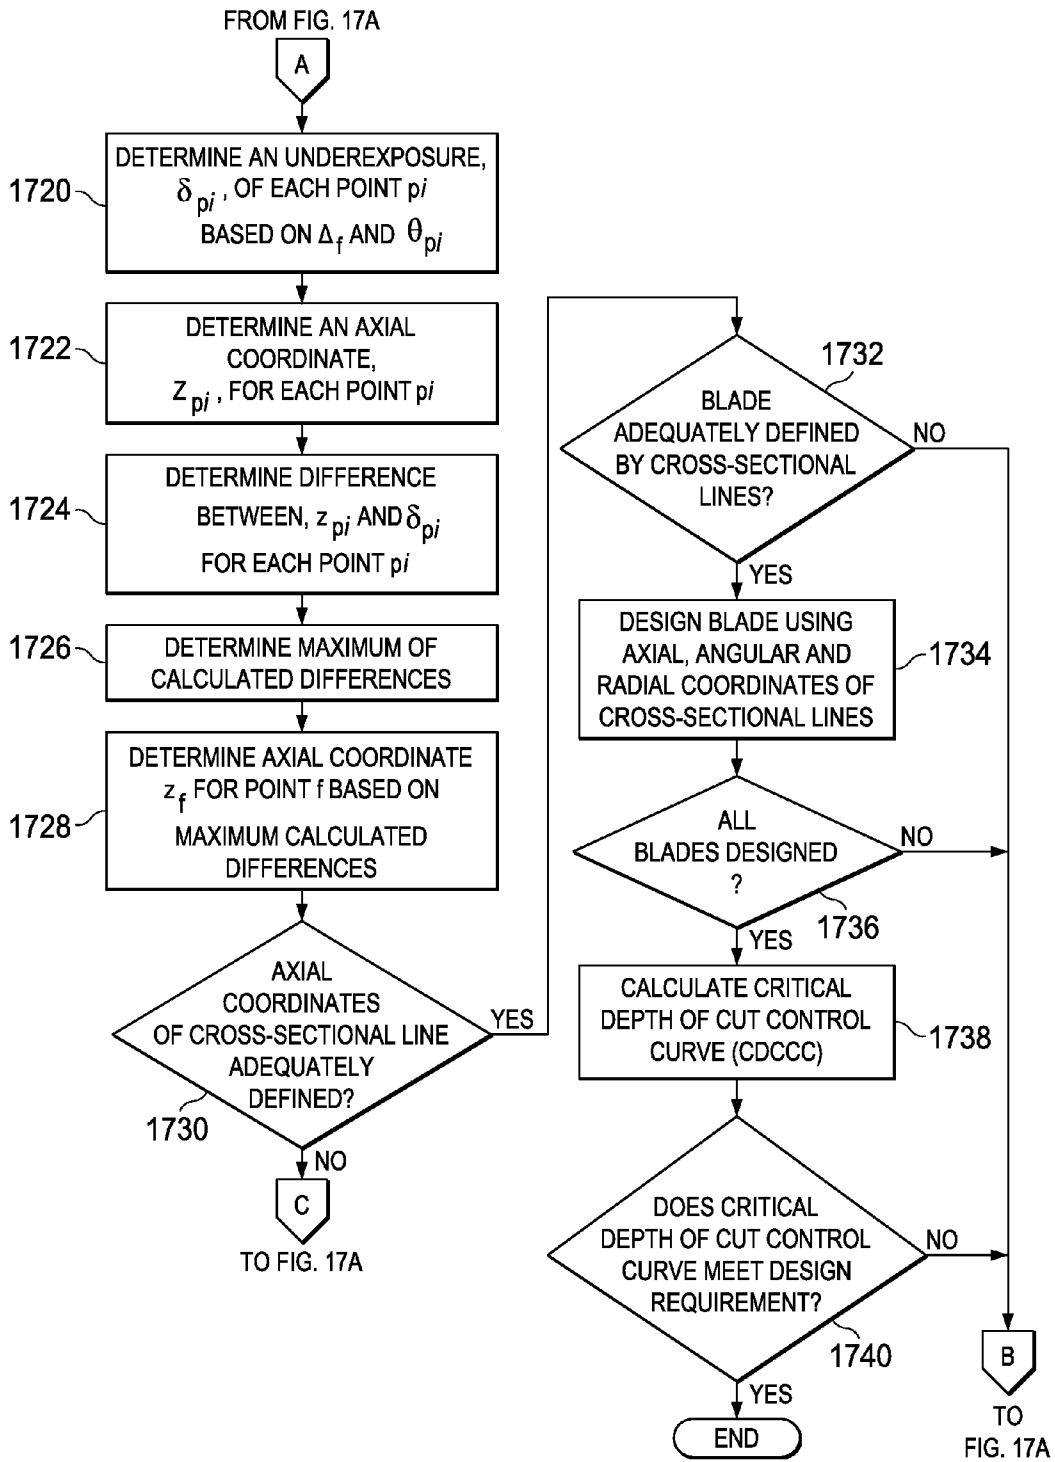 FROM FIG. 17A
A
1720
DETERMINE AN UNDEREXPOSURE,
δpi, OF EACH POINT pi
BASED ON Δf AND θpi
1722
DETERMINE AN AXIAL
COORDINATE,
zpi, FOR EACH POINT pi
1724
DETERMINE DIFFERENCE
BETWEEN, zpi AND δpi
FOR EACH POINT pi
1726
DETERMINE MAXIMUM OF
CALCULATED DIFFERENCES
1728
DETERMINE AXIAL COORDINATE
zf FOR POINT f BASED ON
MAXIMUM CALCULATED
DIFFERENCES
AXIAL
COORDINATES
OF CROSS-SECTIONAL LINE
ADEQUATELY
DEFINED?
YES
1730
NO
C
TO FIG. 17A
1732
BLADE
ADEQUATELY DEFINED
BY CROSS-SECTIONAL
LINES?
NO
YES
DESIGN BLADE USING
AXIAL, ANGULAR AND
RADIAL COORDINATES OF
CROSS-SECTIONAL LINES
1734
ALL
BLADES DESIGNED
?
NO
1736
YES
CALCULATE CRITICAL
DEPTH OF CUT CONTROL
CURVE (CDCCC)
1738
DOES CRITICAL
DEPTH OF CUT CONTROL
CURVE MEET DESIGN
REQUIREMENT?
NO
1740
YES
END
B
TO
FIG. 17A